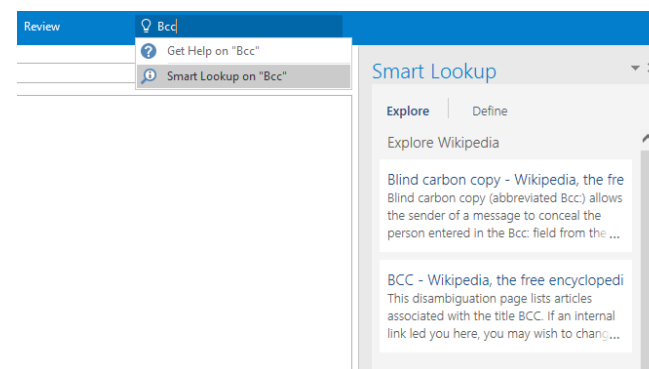 Review
Bcc
Get Help on "Bcc"
Smart Lookup on "Bcc"
Smart Lookup
Explore
Define
Explore Wikipedia
Blind carbon copy - Wikipedia, the fre
Blind carbon copy (abbreviated Bcc:) allows
the sender of a message to conceal the
person entered in the Bcc: field from the ...
BCC - Wikipedia, the free encyclopedi
This disambiguation page lists articles
associated with the title BCC. If an internal
link led you here, you may wish to chang...